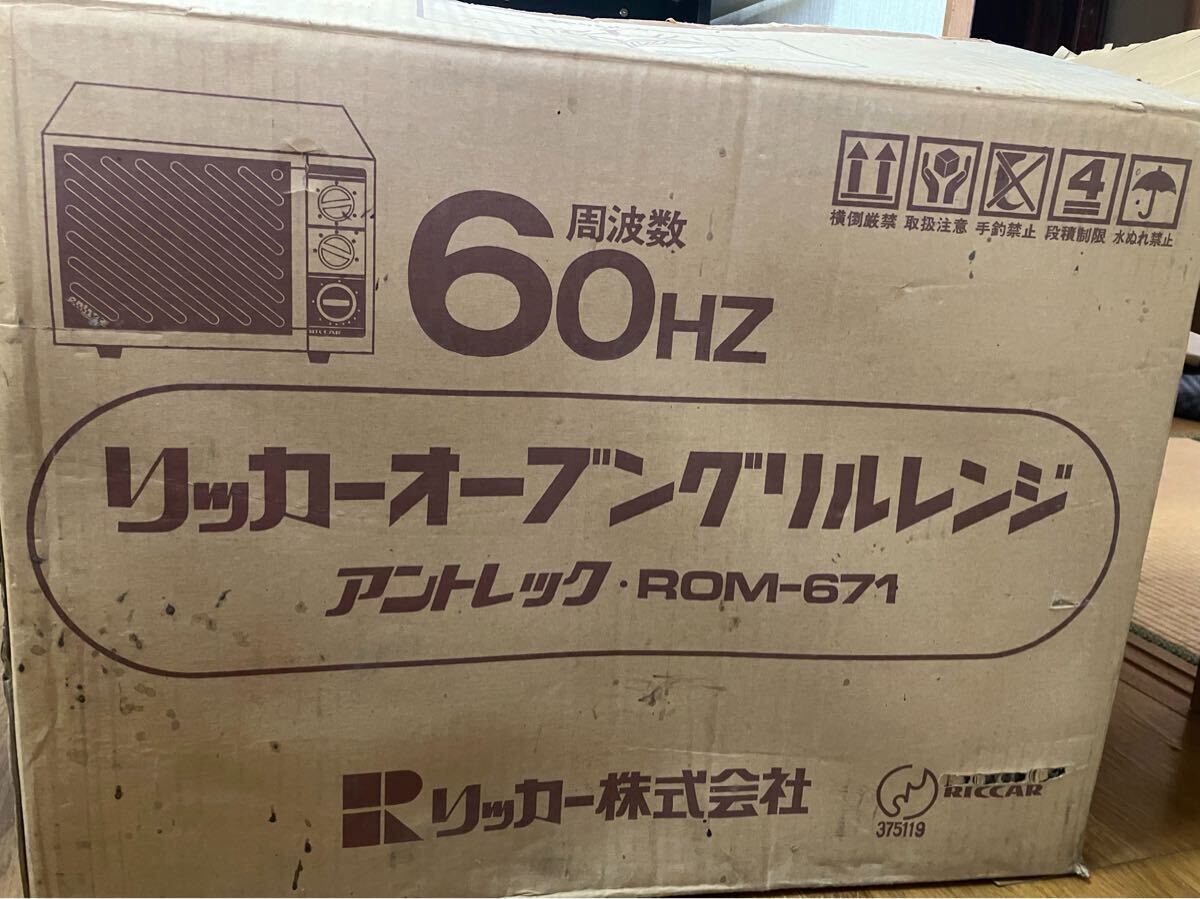 周波数
60HZ
RICCAR
横倒厳禁 取扱注意 手鈎禁止 4 段積制限 水ぬれ禁止
リッカーオーブングリルレンジ
アントレック・ROM-671
リッカー株式会社
RICCAR
375119